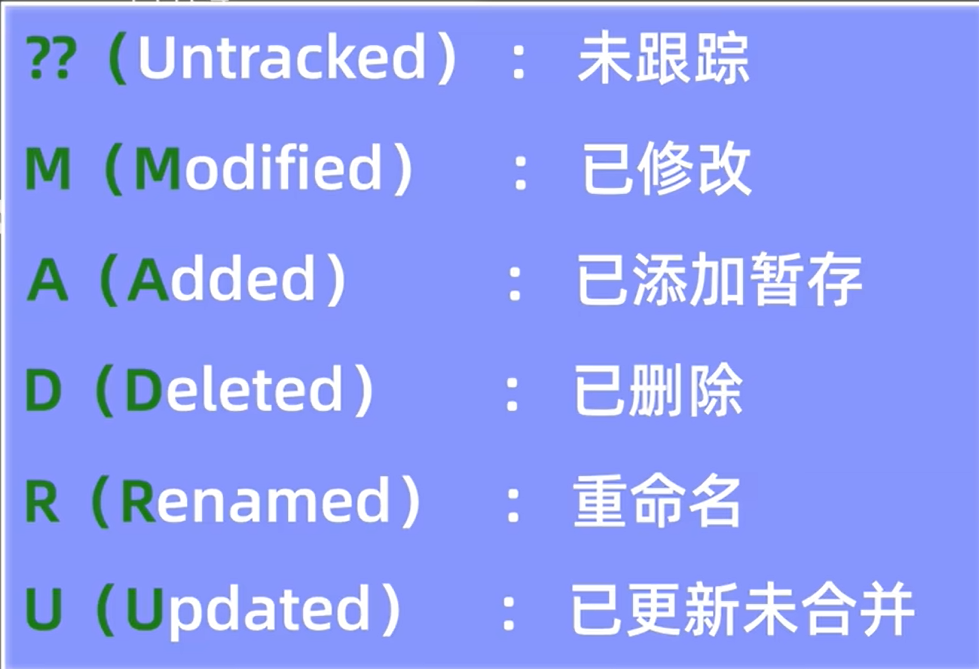 ??（Untracked）：未跟踪
M（Modified）：已修改
A（Added）：已添加暂存
D（Deleted）：已删除
R（Renamed）：重命名
U（Updated）：已更新未合并